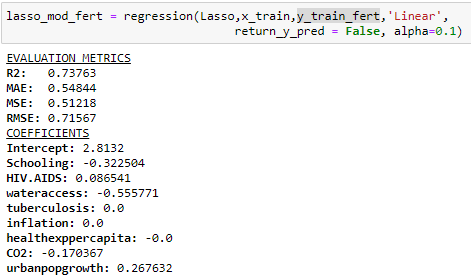 lasso_mod_fert = regression(Lasso,x_train,y_train_fert,'Linear',
return_y_pred = False, alpha=0.1)
EVALUATION METRICS
R2: 0.73763
MAE: 0.54844
MSE: 0.51218
RMSE: 0.71567
COEFFICIENTS
Intercept: 2.8132
Schooling: -0.322504
HIV.AIDS: 0.086541
wateraccess: -0.555771
tuberculosis: 0.0
inflation: 0.0
healthexppercapita: -0.0
CO2: -0.170367
urbanpopgrowth: 0.267632